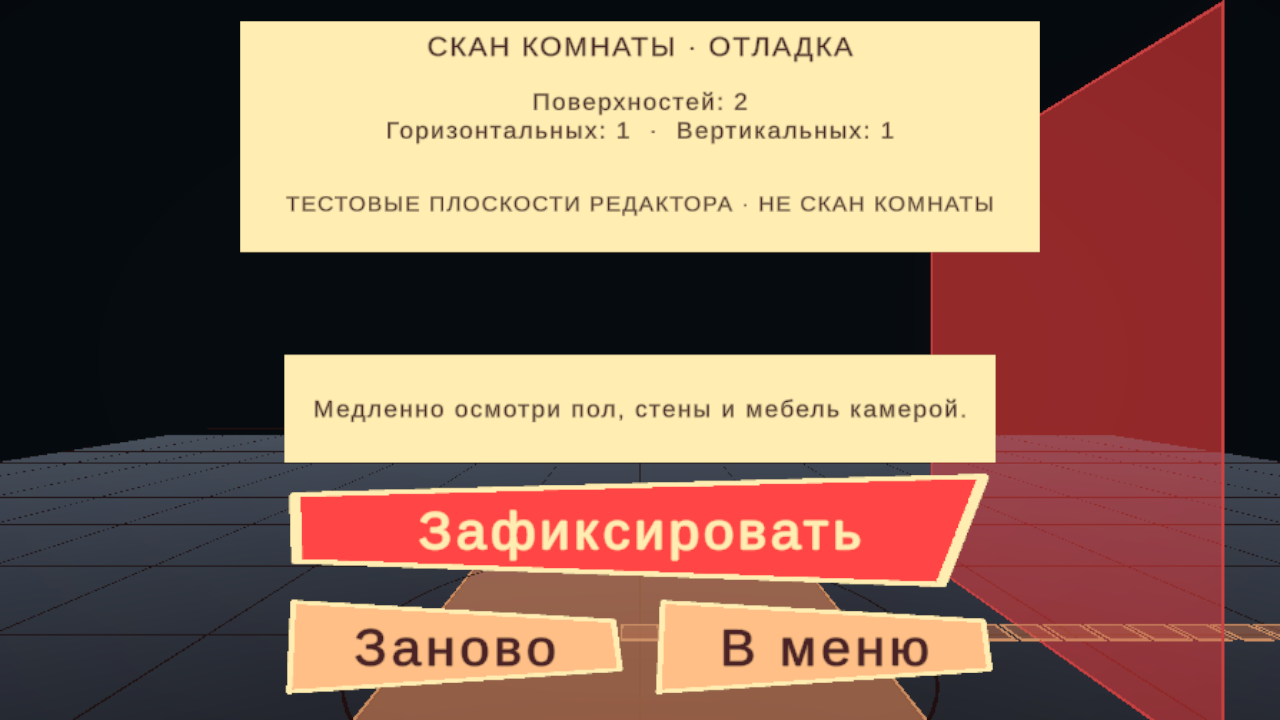 СКАН КОМНАТЫ · ОТЛАДКА
Поверхностей: 2
Горизонтальных: 1 · Вертикальных: 1
ТЕСТОВЫЕ ПЛОСКОСТИ РЕДАКТОРА · НЕ СКАН КОМНАТЫ
Медленно осмотри пол, стены и мебель камерой.
Зафиксировать
Заново
В меню